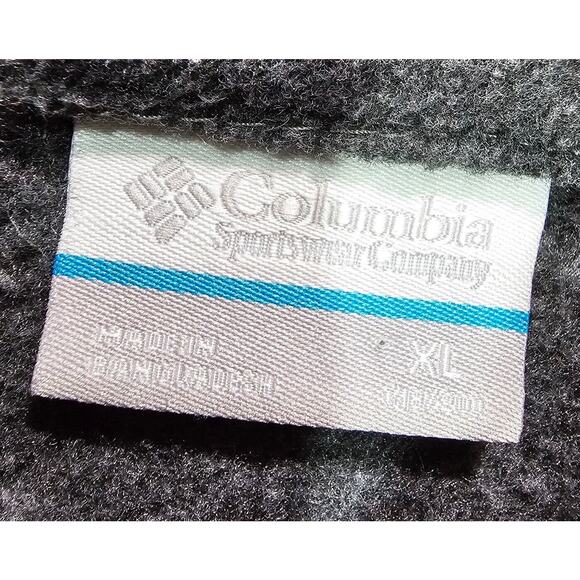 Columbia
Sportswear Company
MADE IN
BANGLADESH
XL